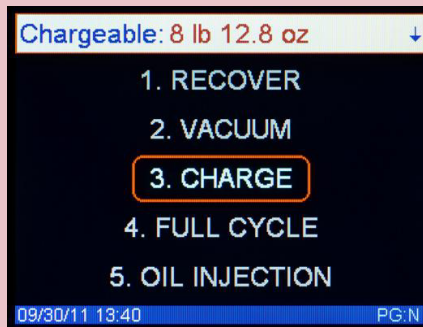 Chargeable: 8 lb 12.8 oz ↓
1. RECOVER
2. VACUUM
3. CHARGE
4. FULL CYCLE
5. OIL INJECTION
09/30/11 13:40 PG:N